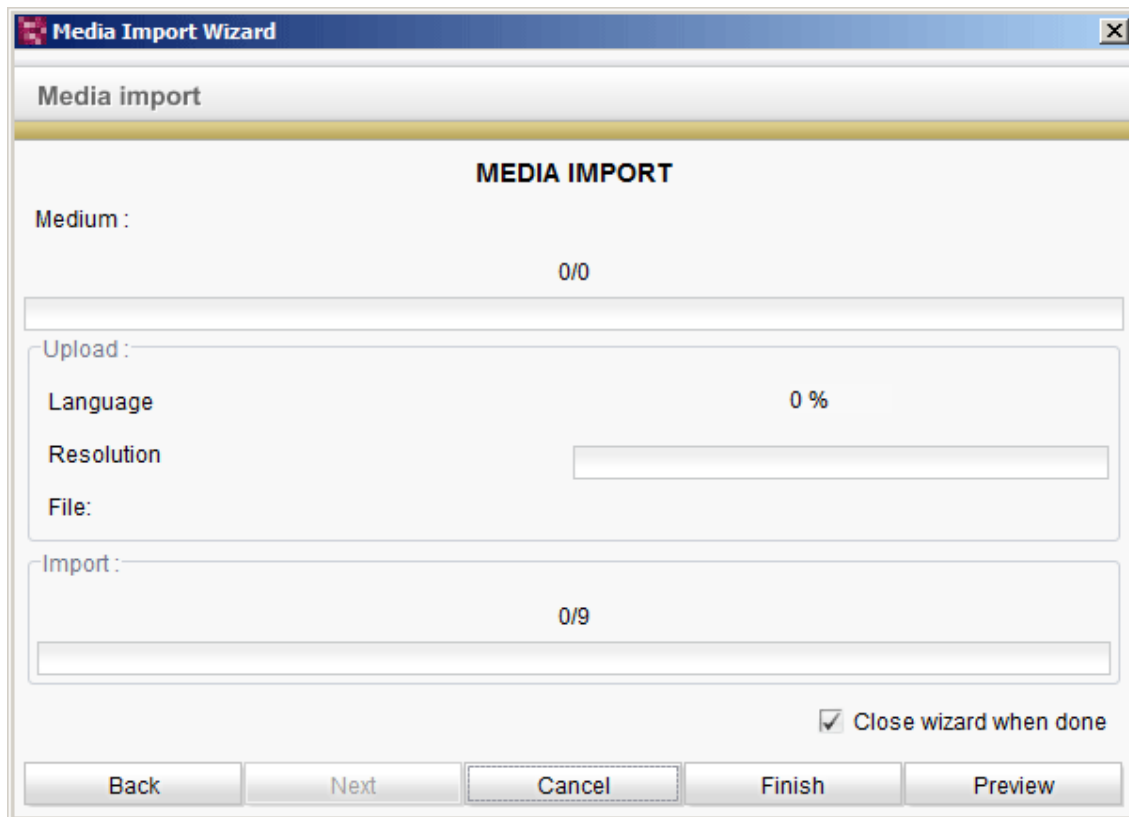 Media Import Wizard
Media import
MEDIA IMPORT
Medium :
0/0
Upload :
Language
0 %
Resolution
File:
Import :
0/9
Close wizard when done
Back Next Cancel Finish Preview